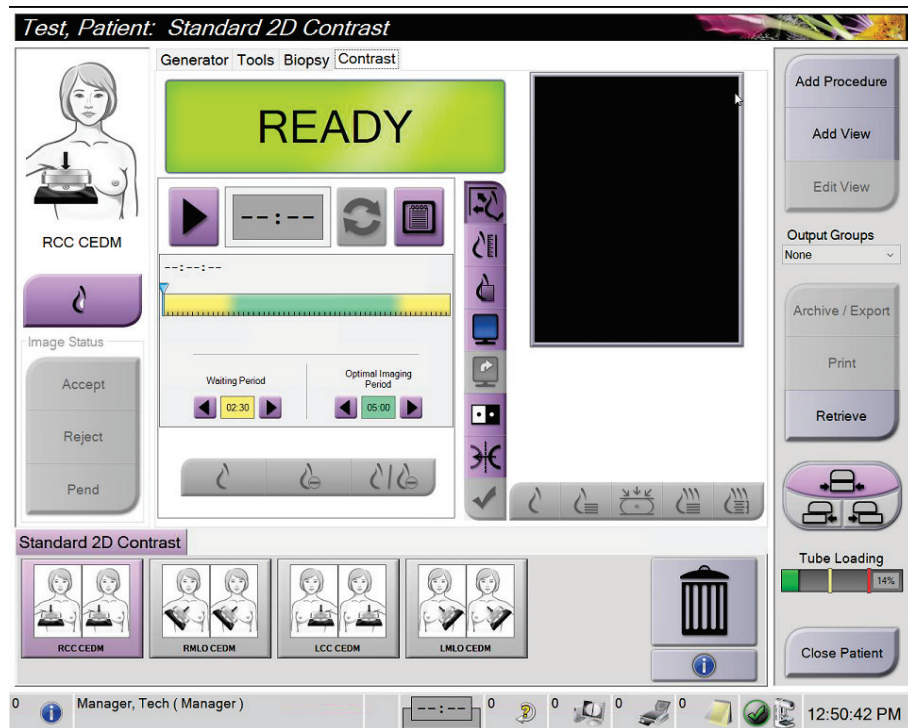 Test, Patient: Standard 2D Contrast
Generator Tools Biopsy Contrast
READY
--:--
--:--:--
Waiting Period
Optimal Imaging
Period
02:30
05:00
RCC CEDM
Image Status
Accept
Reject
Pend
Add Procedure
Add View
Edit View
Output Groups
None
Archive / Export
Print
Retrieve
Tube Loading
14%
Close Patient
Standard 2D Contrast
RCC CEDM
RMLO CEDM
LCC CEDM
LMLO CEDM
0 Manager, Tech ( Manager ) --:-- 0 0 0 0 12:50:42 PM